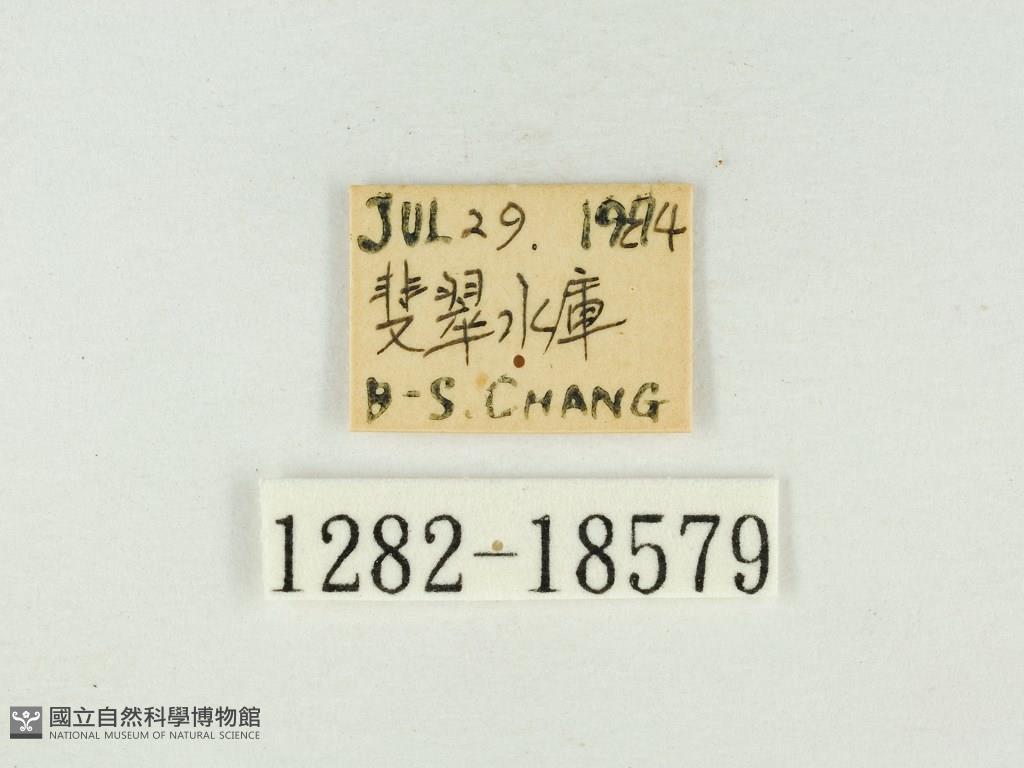 JUL 29. 1984
斐翠水庫
B-S. CHANG
1282-18579
國立自然科學博物館
NATIONAL MUSEUM OF NATURAL SCIENCE